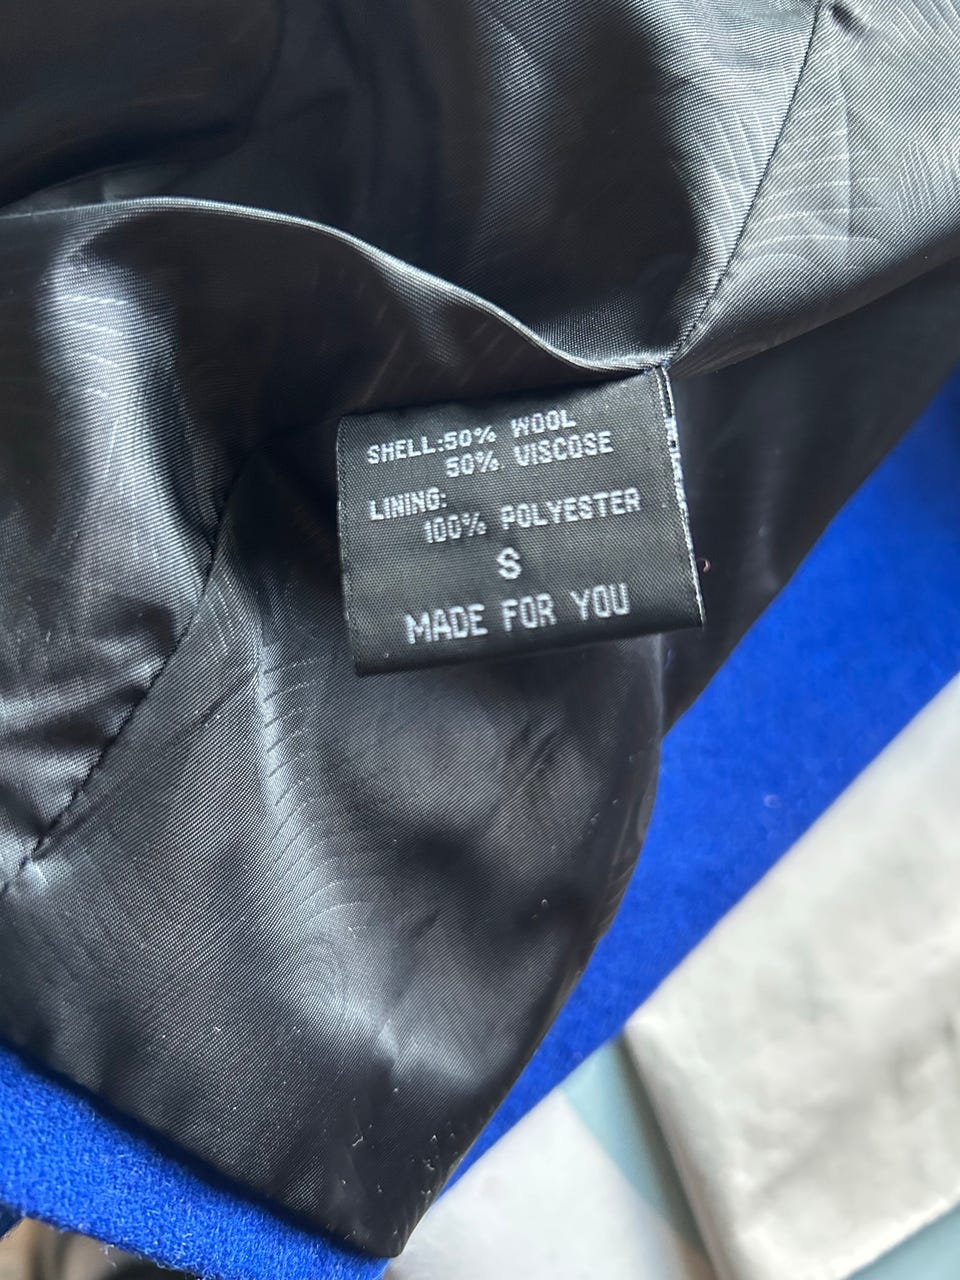 SHELL:50% WOOL
50% VISCOSE
LINING:
100% POLYESTER
S
MADE FOR YOU